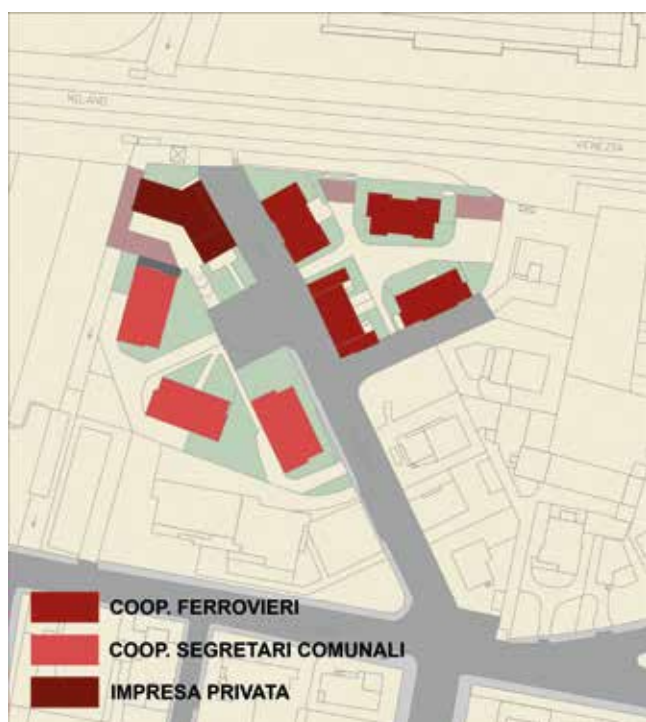 MILANO
VENEZIA
COOP. FERROVIERI
COOP. SEGRETARI COMUNALI
IMPRESA PRIVATA